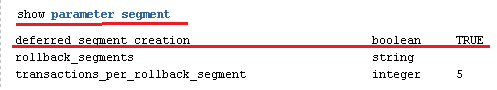 show parameter segment
deferred_segment_creation boolean TRUE
rollback_segments string
transactions_per_rollback_segment integer 5